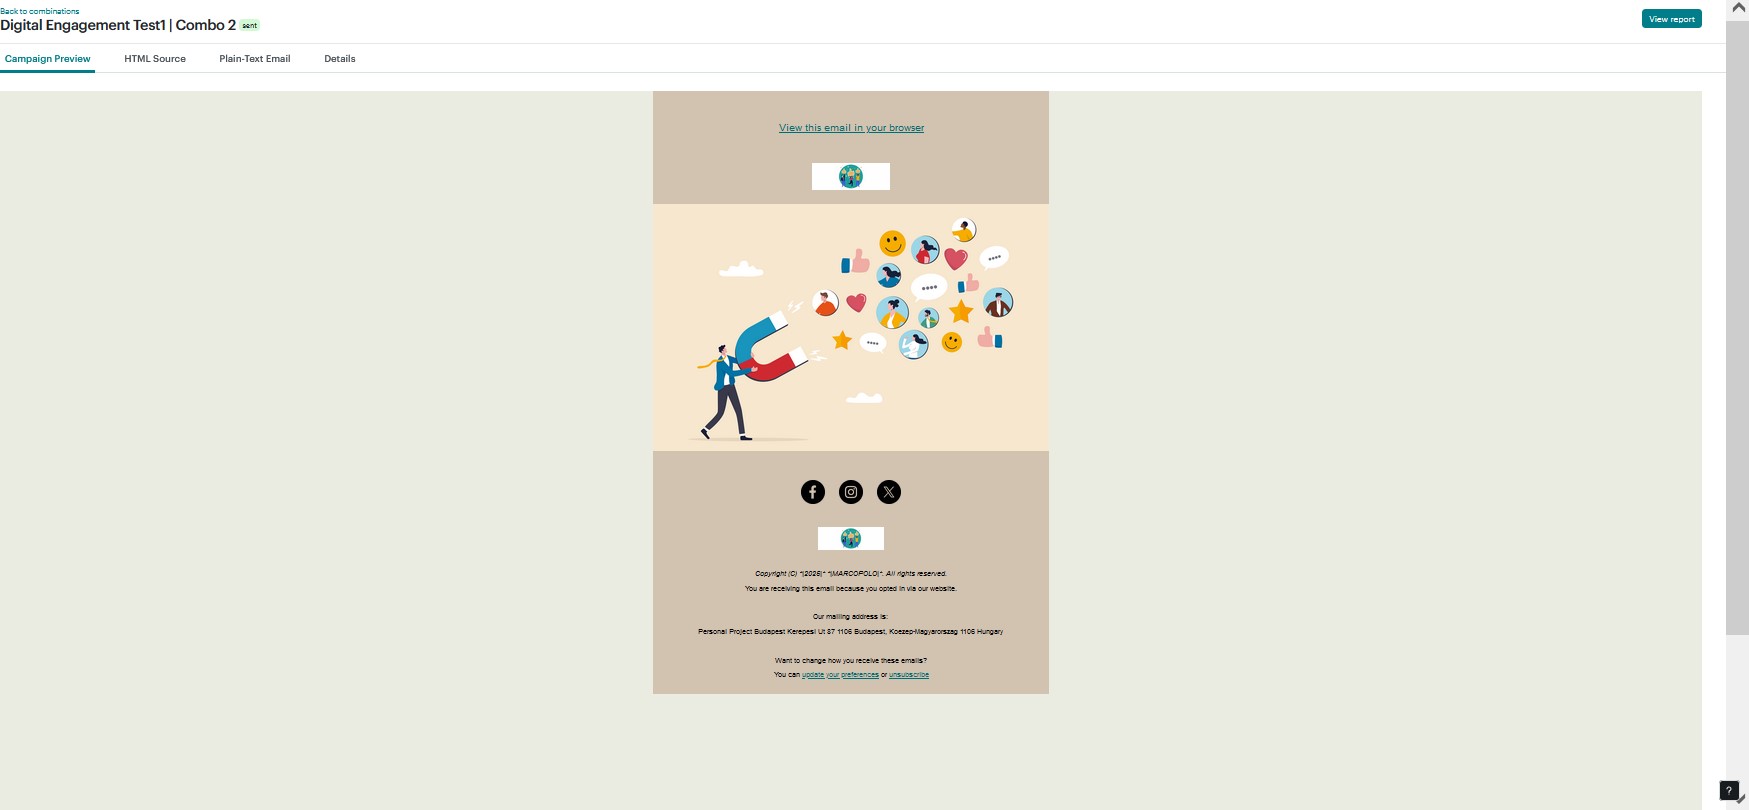 Back to combinations
Digital Engagement Test1 | Combo 2 sent
View report
Campaign Preview HTML Source Plain-Text Email Details
View this email in your browser
Copyright (C) *|2026|* *|MARCOPOLO|*. All rights reserved.
You are receiving this email because you opted in via our website.
Our mailing address is:
Personal Project Budapest Kerepesi Ut 87 1106 Budapest, Koezep-Magyarorszag 1106 Hungary
Want to change how you receive these emails?
You can update your preferences or unsubscribe
?